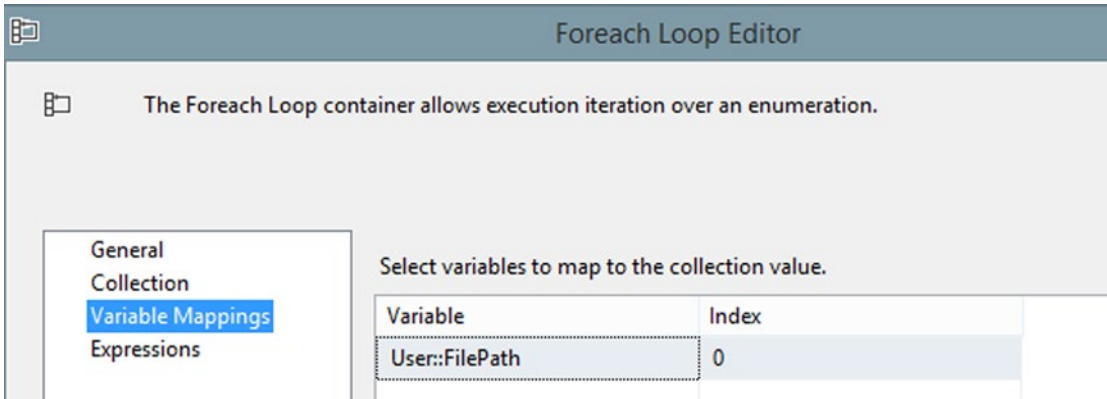 Foreach Loop Editor
The Foreach Loop container allows execution iteration over an enumeration.
General
Collection
Variable Mappings
Expressions
Select variables to map to the collection value.
Variable Index
User::FilePath 0